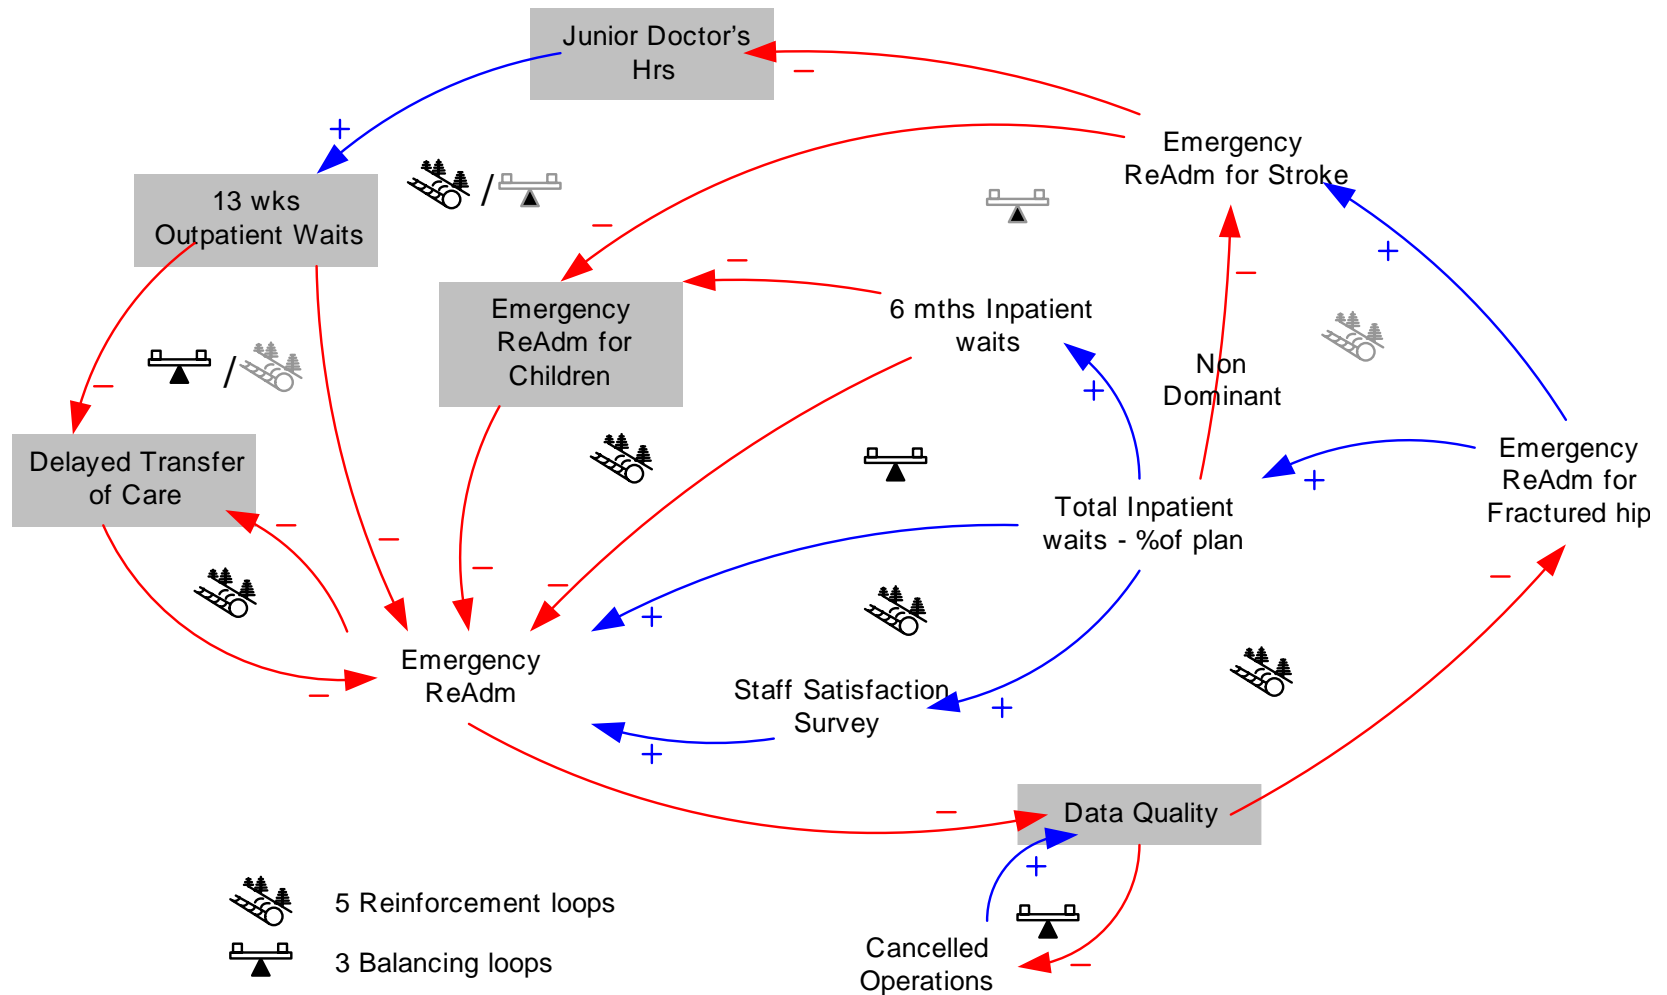 Junior Doctor's
Hrs
Emergency
ReAdm for Stroke
13 wks
Outpatient Waits
/
Emergency
ReAdm for
Children
6 mths Inpatient
waits
Non
Dominant
/
Delayed Transfer
of Care
Emergency
ReAdm for
Fractured hip
Total Inpatient
waits - %of plan
Emergency
ReAdm
Staff Satisfaction
Survey
Data Quality
5 Reinforcement loops
3 Balancing loops
Cancelled
Operations
+
+
+
+
+
+
+
+
−
−
−
−
−
−
−
−
−
−
−
−
−
−